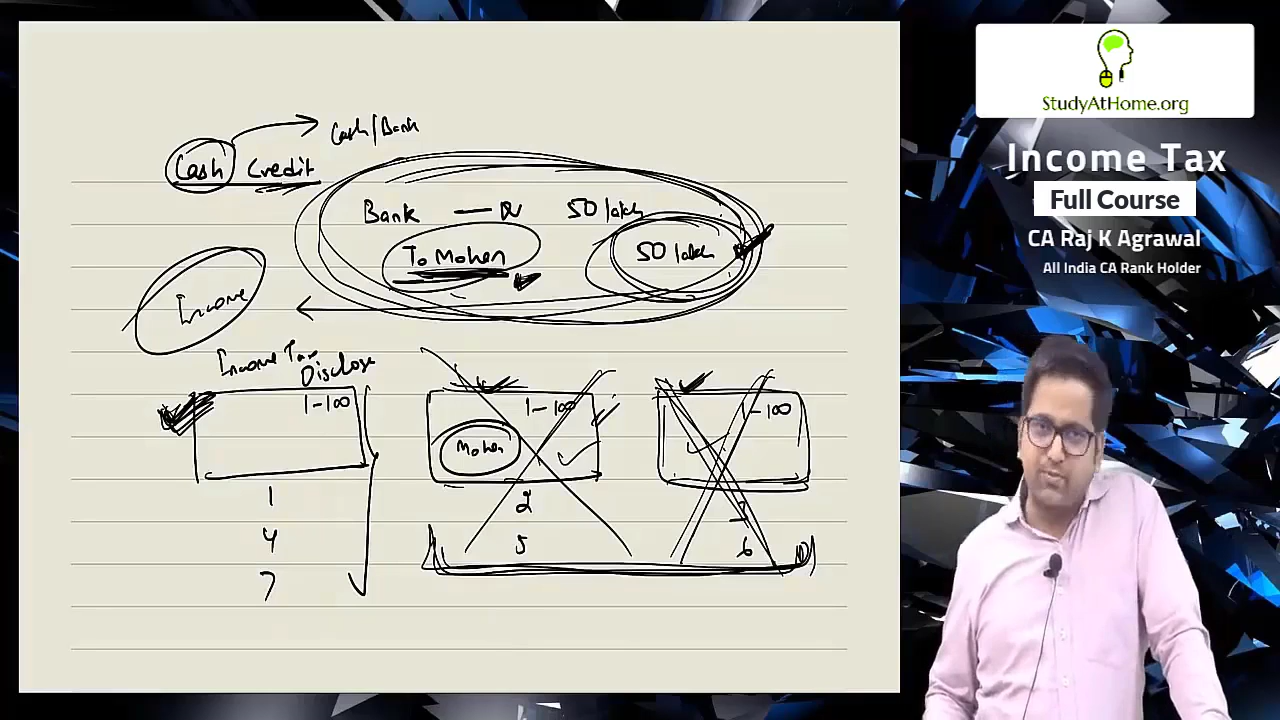 Cash/Bank
Cash Credit
Bank — Dr 50 lakh
To Mohan 50 lakh
Income
Income Tax
Disclose
1-100
1-100
1-100
Mohan
1
2
3
4
5
6
7
StudyAtHome.org
Income Tax
Full Course
CA Raj K Agrawal
All India CA Rank Holder